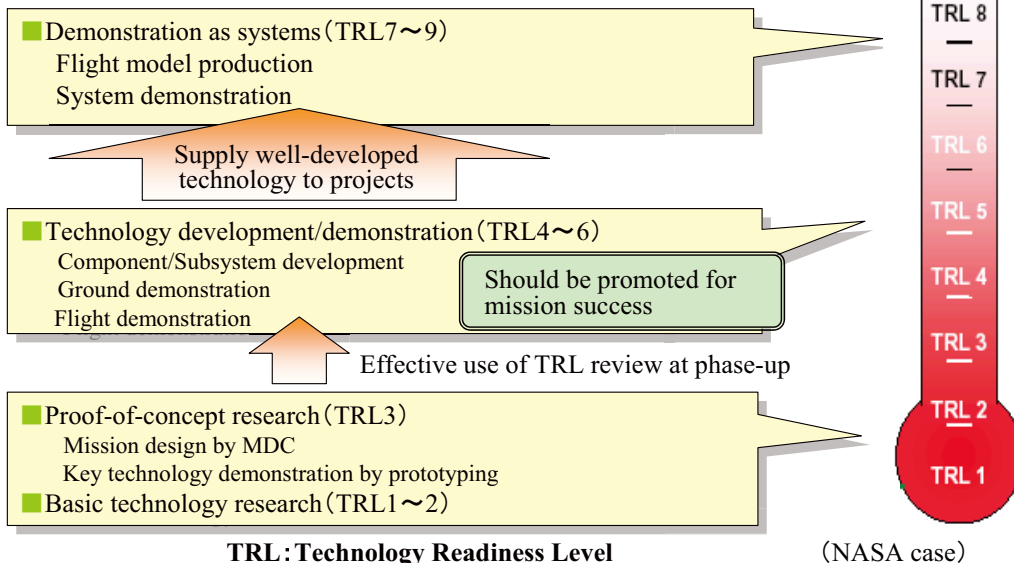 ■Demonstration as systems(TRL7～9)
Flight model production
System demonstration
Supply well-developed
technology to projects
■Technology development/demonstration(TRL4～6)
Component/Subsystem development
Ground demonstration
Flight demonstration
Should be promoted for
mission success
Effective use of TRL review at phase-up
■Proof-of-concept research(TRL3)
Mission design by MDC
Key technology demonstration by prototyping
■Basic technology research(TRL1～2)
TRL:Technology Readiness Level
TRL 8
TRL 7
TRL 6
TRL 5
TRL 4
TRL 3
TRL 2
TRL 1
(NASA case)